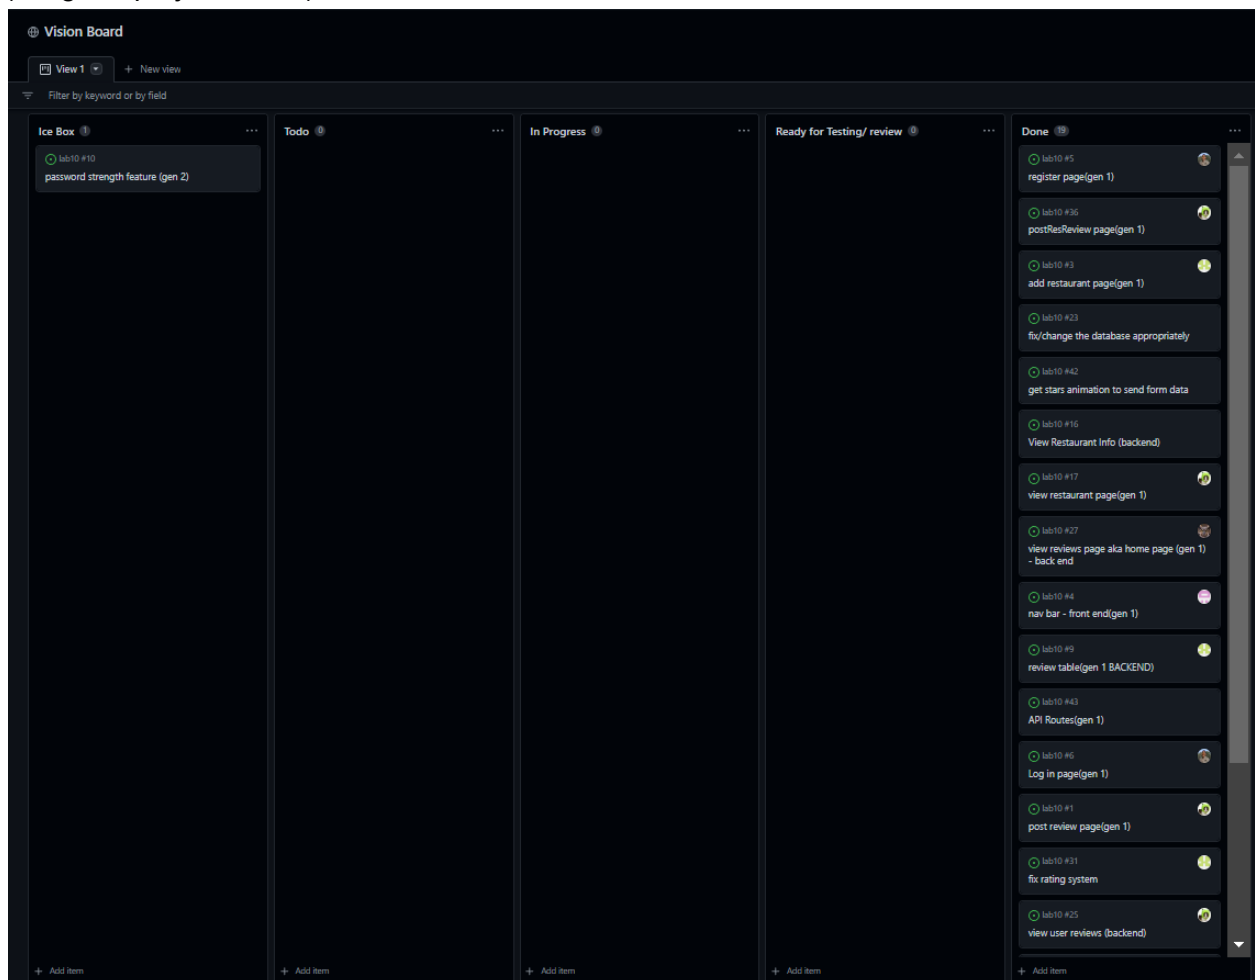 Vision Board
View 1
+ New view
Filter by keyword or by field
Ice Box 1
lab10 #10
password strength feature (gen 2)
+ Add item
Todo 0
+ Add item
In Progress 0
+ Add item
Ready for Testing/ review 0
+ Add item
Done 19
lab10 #5
register page(gen 1)
lab10 #36
postResReview page(gen 1)
lab10 #3
add restaurant page(gen 1)
lab10 #23
fix/change the database appropriately
lab10 #42
get stars animation to send form data
lab10 #16
View Restaurant Info (backend)
lab10 #17
view restaurant page(gen 1)
lab10 #27
view reviews page aka home page (gen 1)
- back end
lab10 #4
nav bar - front end(gen 1)
lab10 #9
review table(gen 1 BACKEND)
lab10 #43
API Routes(gen 1)
lab10 #6
Log in page(gen 1)
lab10 #1
post review page(gen 1)
lab10 #31
fix rating system
lab10 #25
view user reviews (backend)
+ Add item